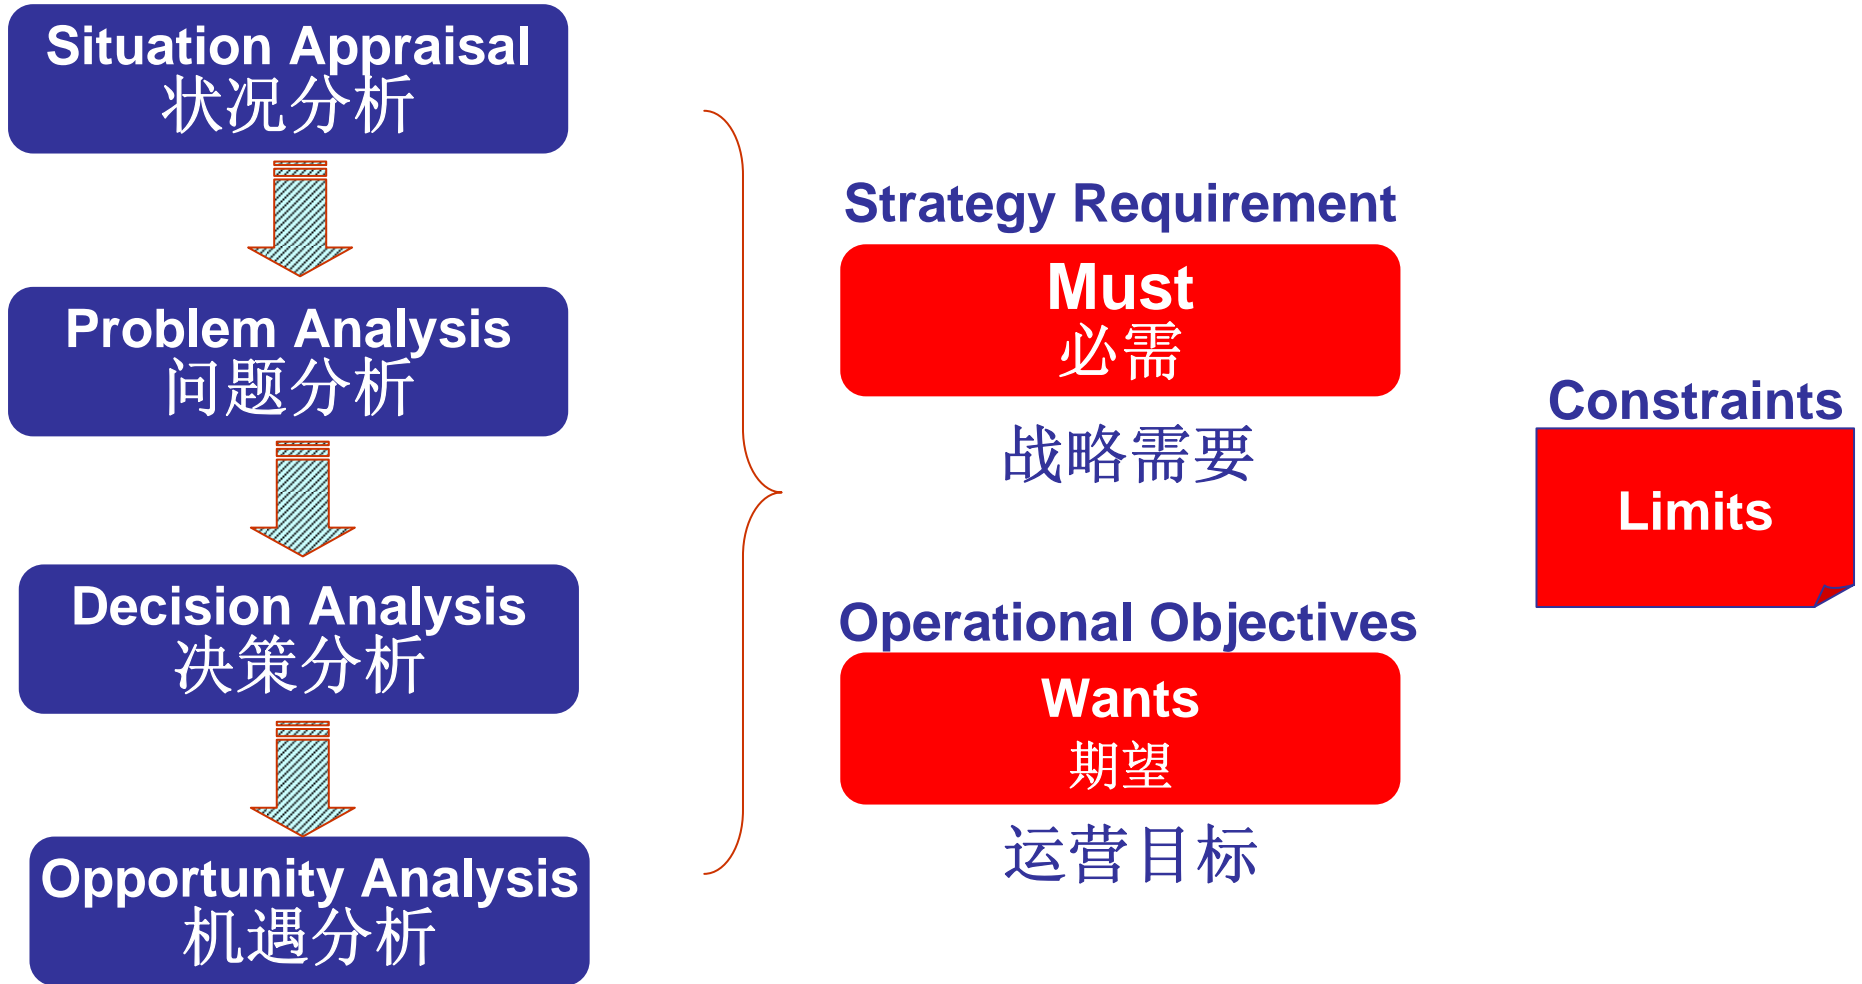 Situation Appraisal
状况分析
Problem Analysis
问题分析
Decision Analysis
决策分析
Opportunity Analysis
机遇分析
Strategy Requirement
Must
必需
战略需要
Operational Objectives
Wants
期望
运营目标
Constraints
Limits